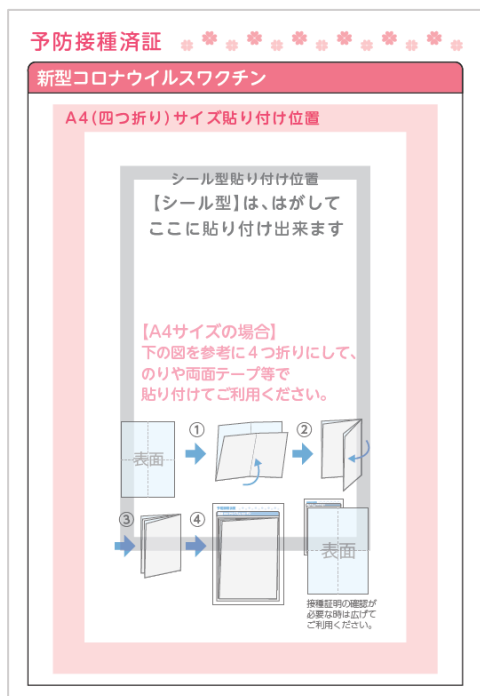 予防接種済証
新型コロナウイルスワクチン
A4(四つ折り)サイズ貼り付け位置
シール型貼り付け位置
【シール型】は、はがして
ここに貼り付け出来ます
【A4サイズの場合】
下の図を参考に4つ折りにして、
のりや両面テープ等で
貼り付けてご利用ください。
①
②
表面
③
④
表面
接種証明の確認が
必要な時は広げて
ご利用ください。